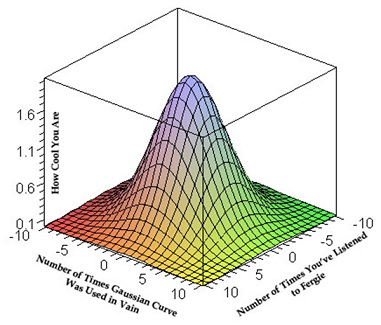 1.6
1.1
0.6
0.1
How Cool You Are
-10
-5
0
5
10
Number of Times Gaussian Curve
Was Used in Vain
10
5
0
-5
-10
Number of Times You've Listened
to Fergie